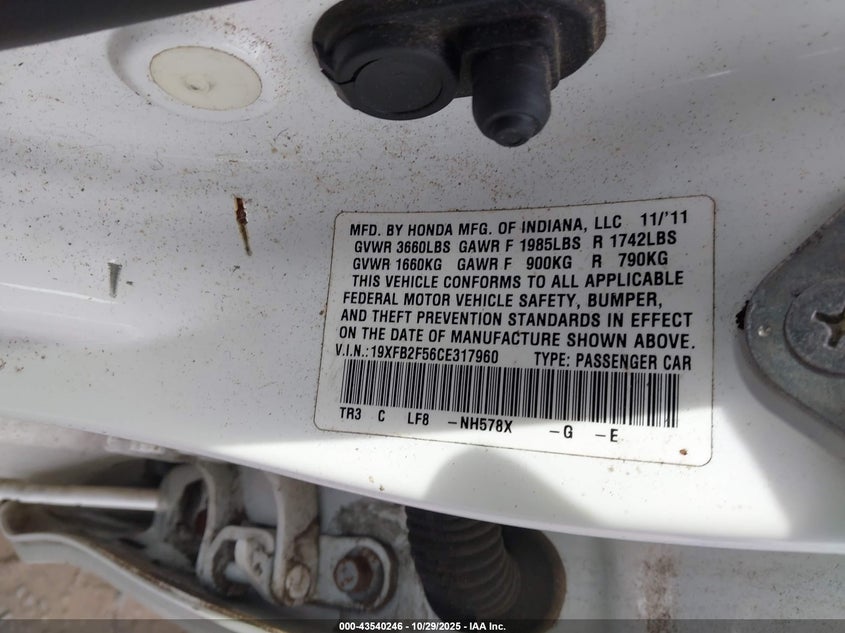 MFD. BY HONDA MFG. OF INDIANA, LLC 11/'11
GVWR 3660LBS GAWR F 1985LBS R 1742LBS
GVWR 1660KG GAWR F 900KG R 790KG
THIS VEHICLE CONFORMS TO ALL APPLICABLE
FEDERAL MOTOR VEHICLE SAFETY, BUMPER,
AND THEFT PREVENTION STANDARDS IN EFFECT
ON THE DATE OF MANUFACTURE SHOWN ABOVE.
V.I.N.:19XFB2F56CE317960 TYPE: PASSENGER CAR
TR3 C LF8 -NH578X -G -E
000-43540246 - 10/29/2025 - IAA Inc.